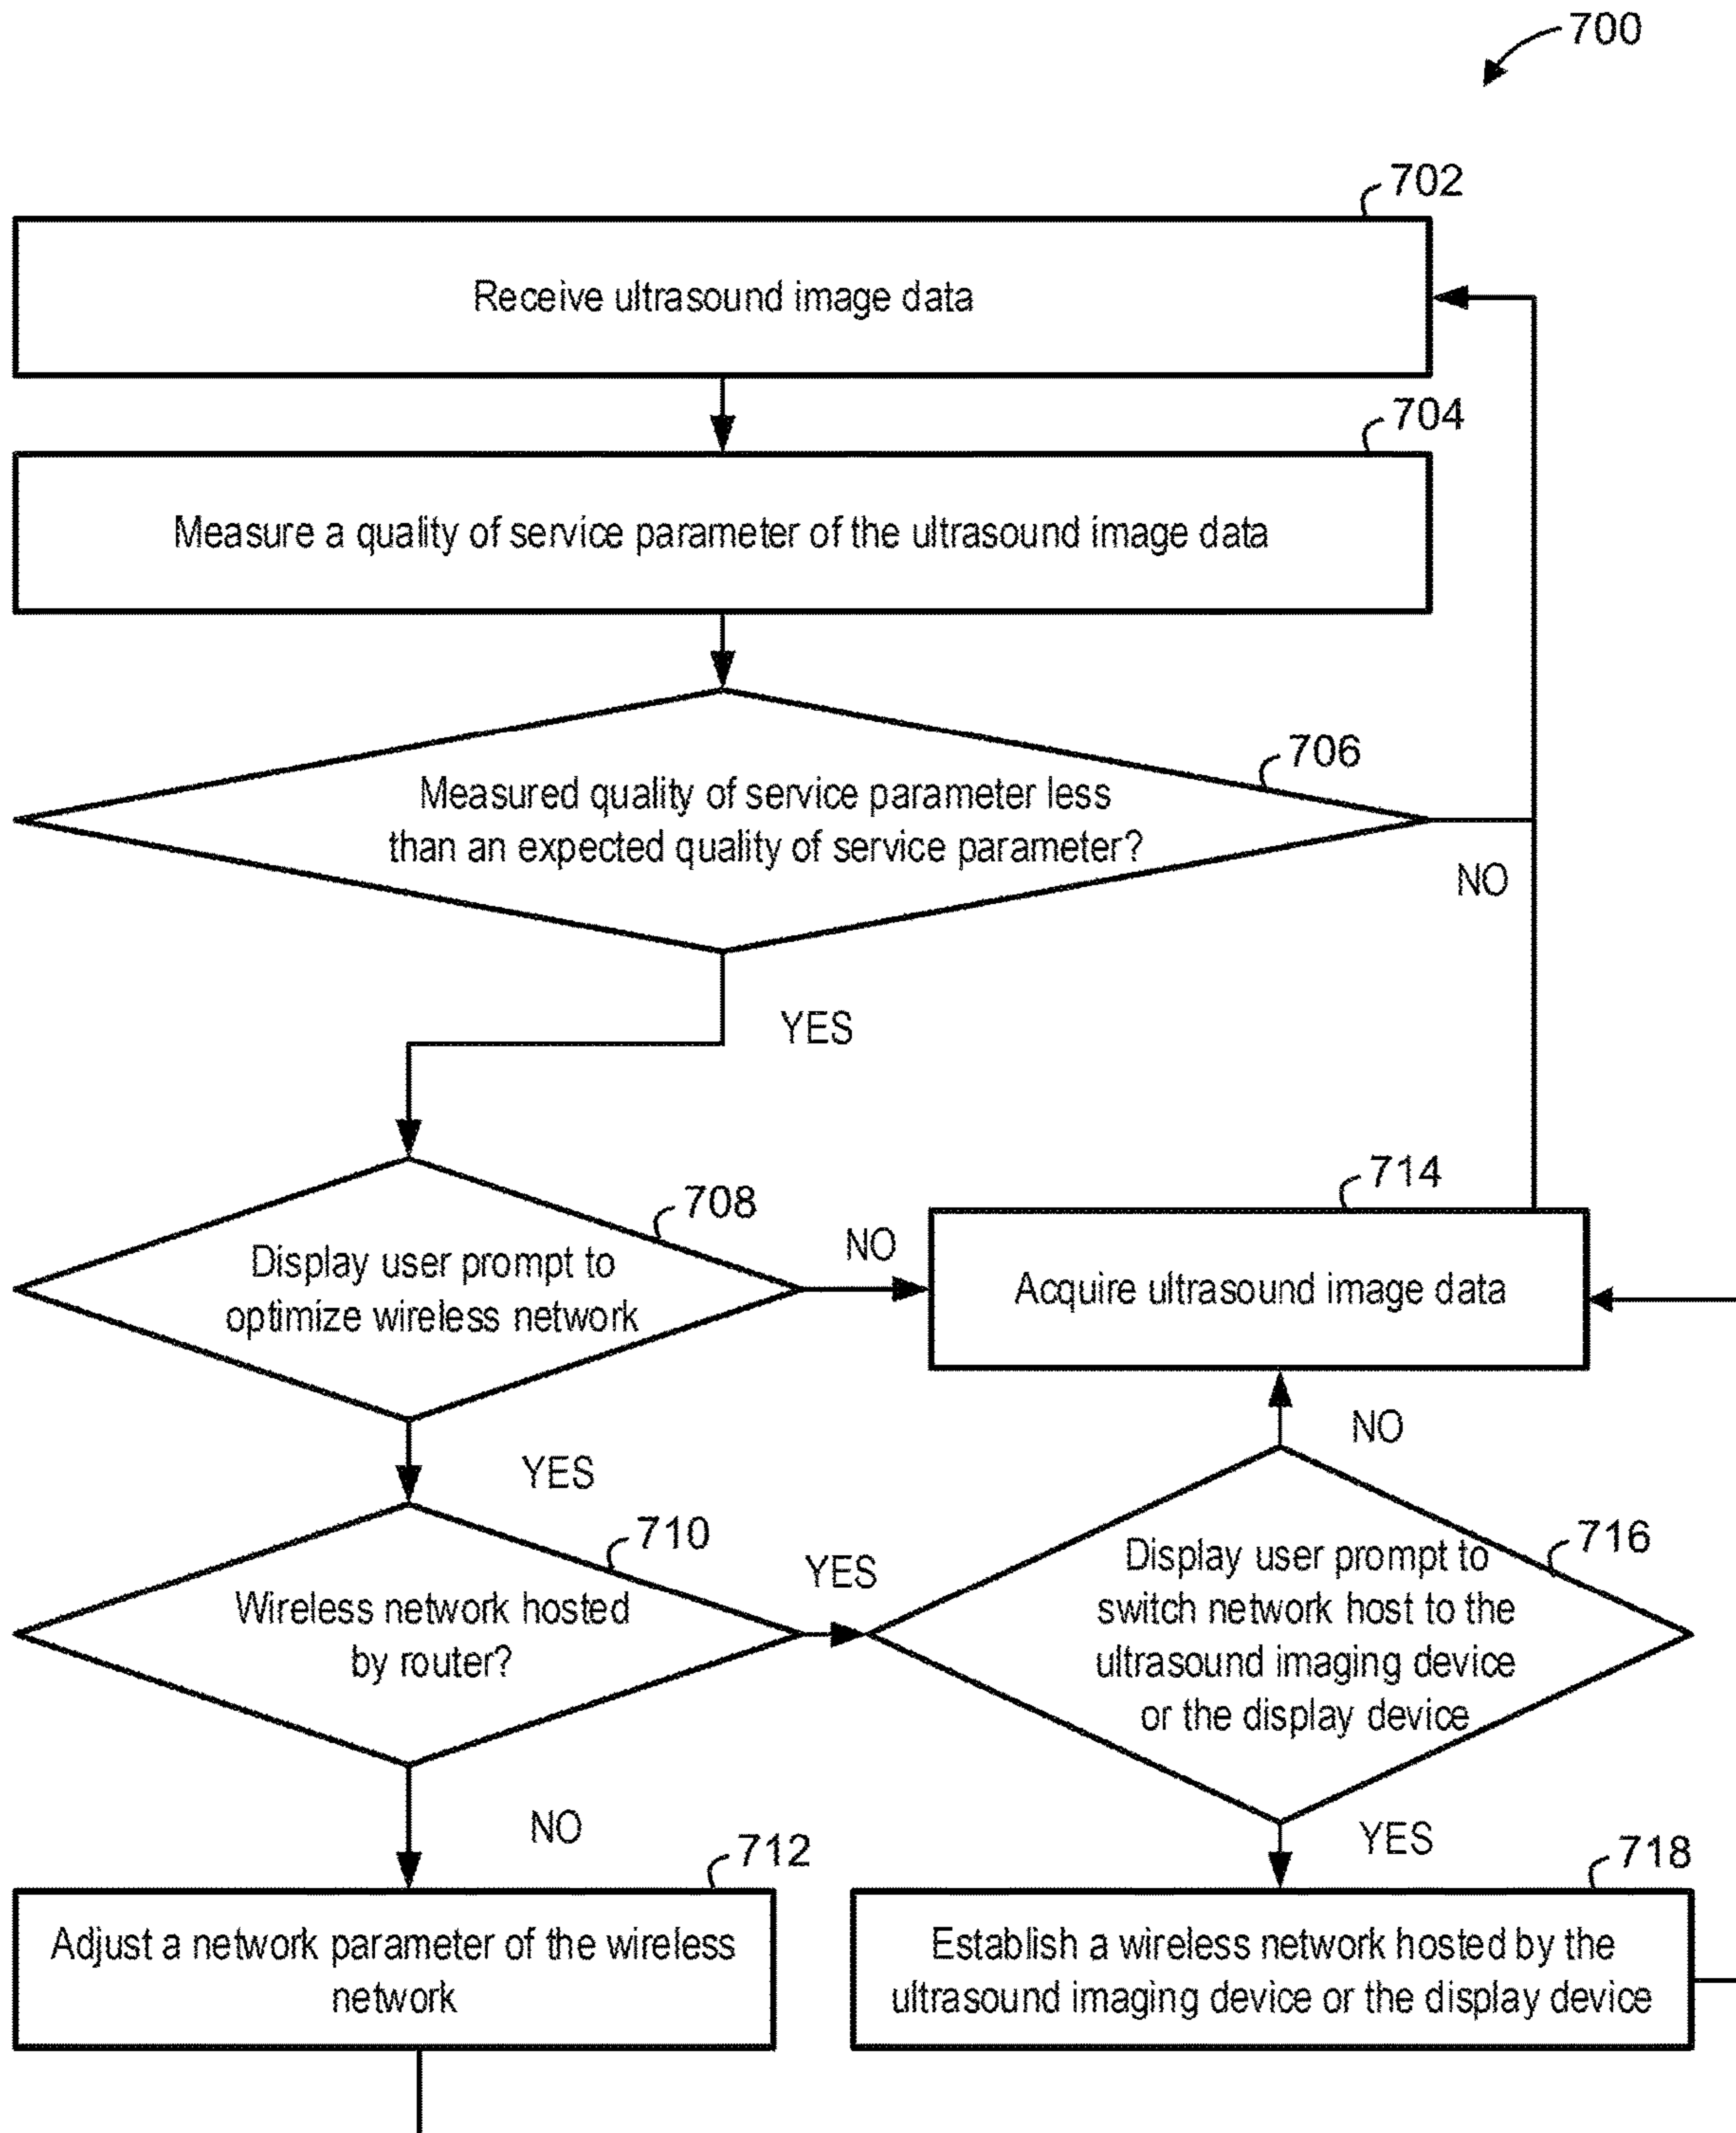 700
702
Receive ultrasound image data
704
Measure a quality of service parameter of the ultrasound image data
706
Measured quality of service parameter less
than an expected quality of service parameter?
NO
YES
708
Display user prompt to
optimize wireless network
NO
714
Acquire ultrasound image data
YES
NO
710
Wireless network hosted
by router?
YES
716
Display user prompt to
switch network host to the
ultrasound imaging device
or the display device
NO
YES
712
Adjust a network parameter of the wireless
network
718
Establish a wireless network hosted by the
ultrasound imaging device or the display device